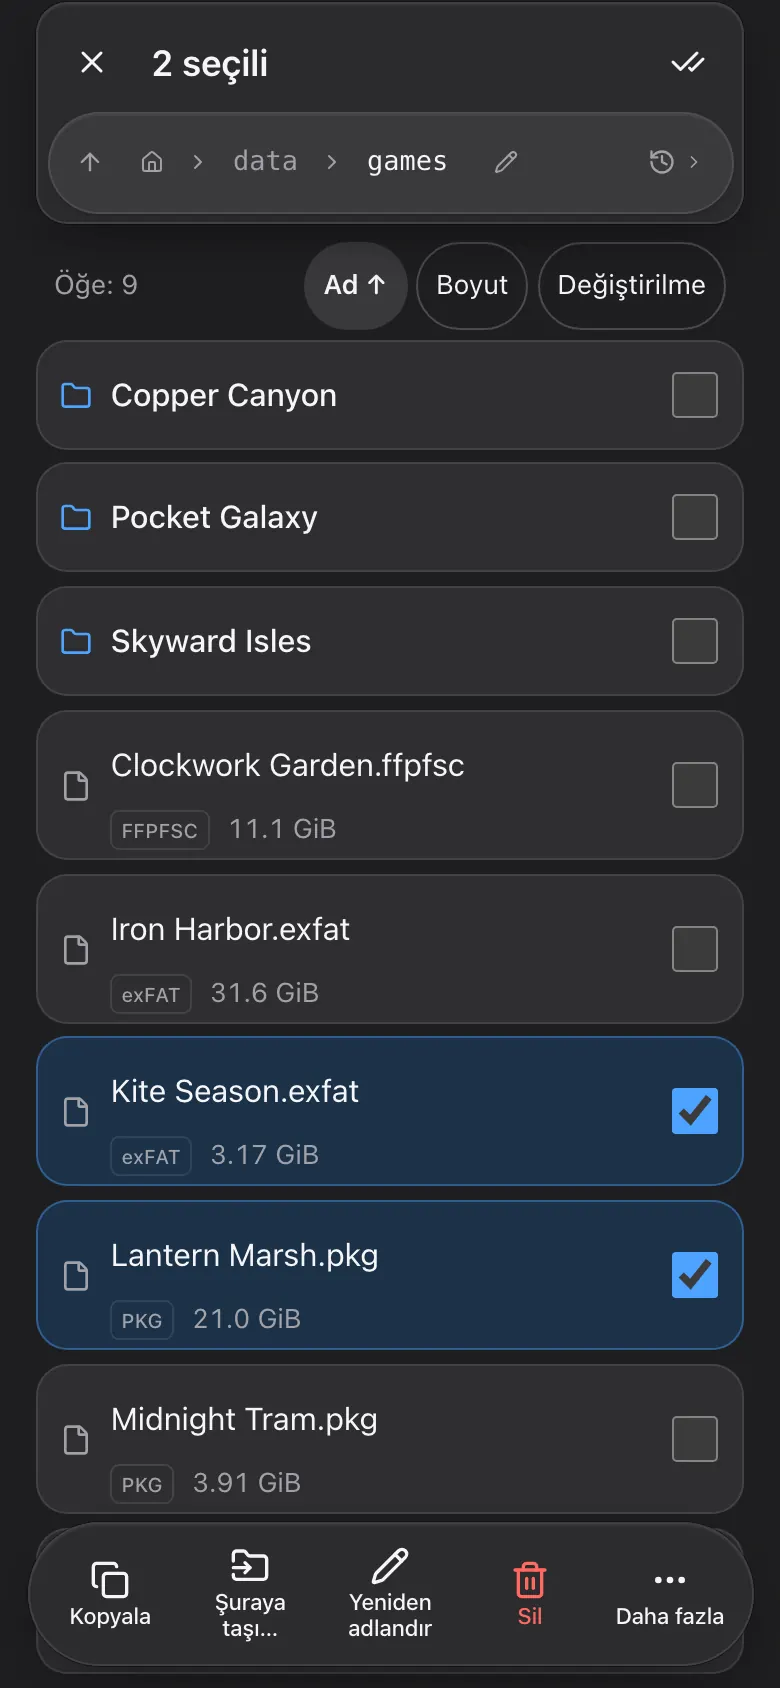 2 seçili
data
games
Öğe: 9
Ad ↑
Boyut
Değiştirilme
Copper Canyon
Pocket Galaxy
Skyward Isles
Clockwork Garden.ffpfsc
FFPFSC 11.1 GiB
Iron Harbor.exfat
exFAT 31.6 GiB
Kite Season.exfat
exFAT 3.17 GiB
Lantern Marsh.pkg
PKG 21.0 GiB
Midnight Tram.pkg
PKG 3.91 GiB
Kopyala
Şuraya
taşı...
Yeniden
adlandır
Sil
Daha fazla